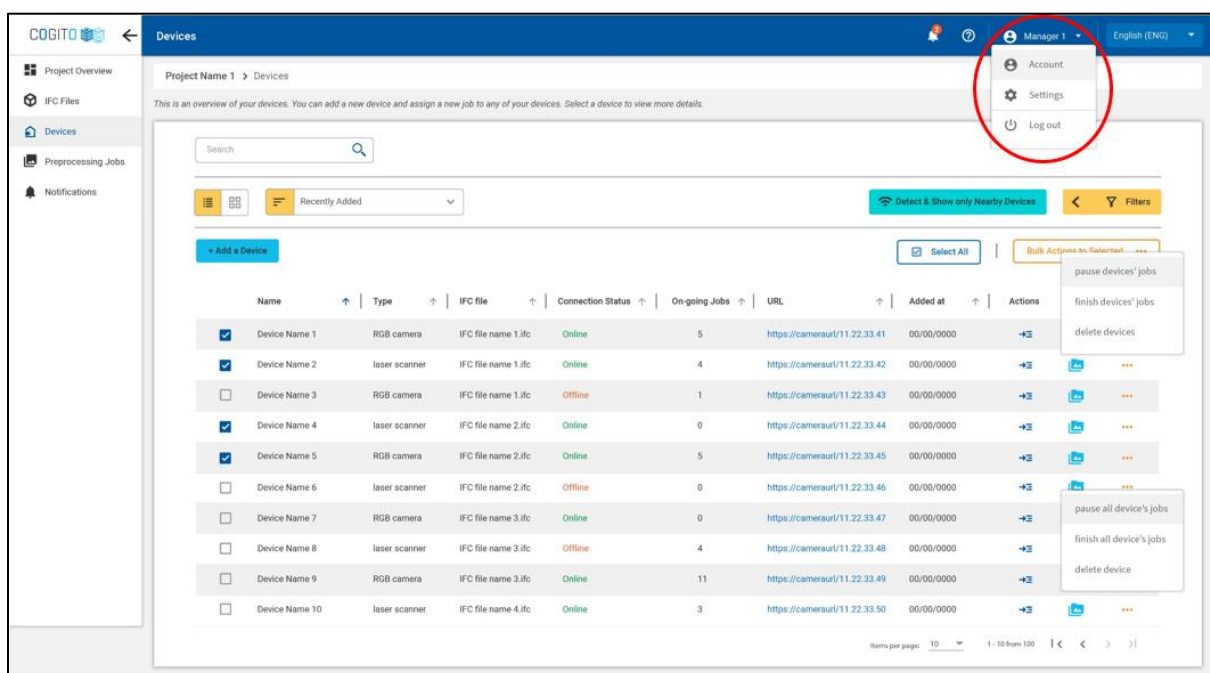 COGITO
Devices
2
Manager 1
English (ENG)
Account
Settings
Log out
Project Overview
IFC Files
Devices
Preprocessing Jobs
Notifications
Project Name 1 > Devices
This is an overview of your devices. You can add a new device and assign a new job to any of your devices. Select a device to view more details.
Search
Recently Added
Detect & Show only Nearby Devices
Filters
+ Add a Device
Select All
Bulk Actions to Selected
pause devices' jobs
finish devices' jobs
delete devices
Name Type IFC file Connection Status On-going Jobs URL Added at Actions
Device Name 1 RGB camera IFC file name 1.ifc Online 5 https://cameraurl/11.22.33.41 00/00/0000
Device Name 2 laser scanner IFC file name 1.ifc Online 4 https://cameraurl/11.22.33.42 00/00/0000
Device Name 3 RGB camera IFC file name 1.ifc Offline 1 https://cameraurl/11.22.33.43 00/00/0000
Device Name 4 laser scanner IFC file name 2.ifc Online 0 https://cameraurl/11.22.33.44 00/00/0000
Device Name 5 RGB camera IFC file name 2.ifc Online 5 https://cameraurl/11.22.33.45 00/00/0000
Device Name 6 laser scanner IFC file name 2.ifc Offline 0 https://cameraurl/11.22.33.46 00/00/0000
Device Name 7 RGB camera IFC file name 3.ifc Online 0 https://cameraurl/11.22.33.47 00/00/0000
Device Name 8 laser scanner IFC file name 3.ifc Offline 4 https://cameraurl/11.22.33.48 00/00/0000
Device Name 9 RGB camera IFC file name 3.ifc Online 11 https://cameraurl/11.22.33.49 00/00/0000
Device Name 10 laser scanner IFC file name 4.ifc Online 3 https://cameraurl/11.22.33.50 00/00/0000
pause all device's jobs
finish all device's jobs
delete device
Items per page: 10 1 - 10 from 100